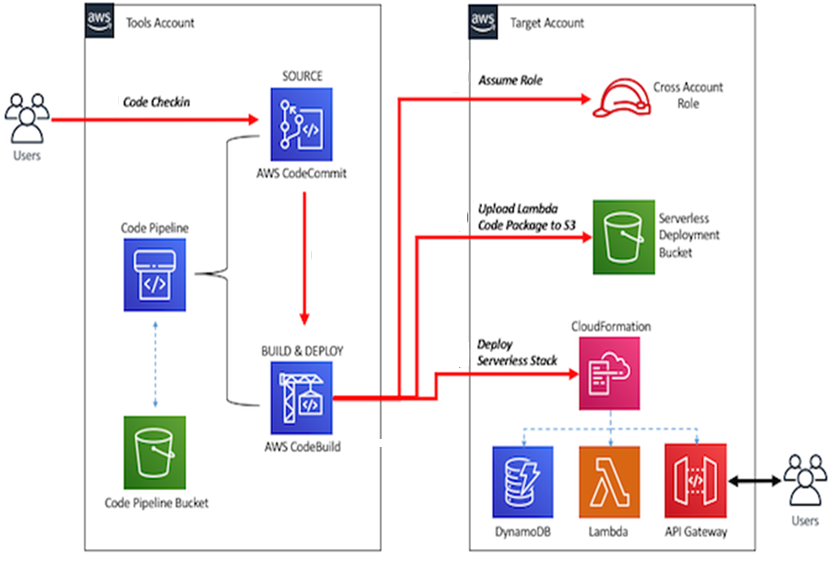 aws
Tools Account
aws
Target Account
SOURCE
Code Checkin
Users
AWS CodeCommit
Assume Role
Cross Account
Role
Code Pipeline
Upload Lambda
Code Package to S3
Serverless
Deployment
Bucket
BUILD & DEPLOY
AWS CodeBuild
Deploy
Serverless Stack
CloudFormation
Code Pipeline Bucket
DynamoDB
Lambda
API Gateway
Users